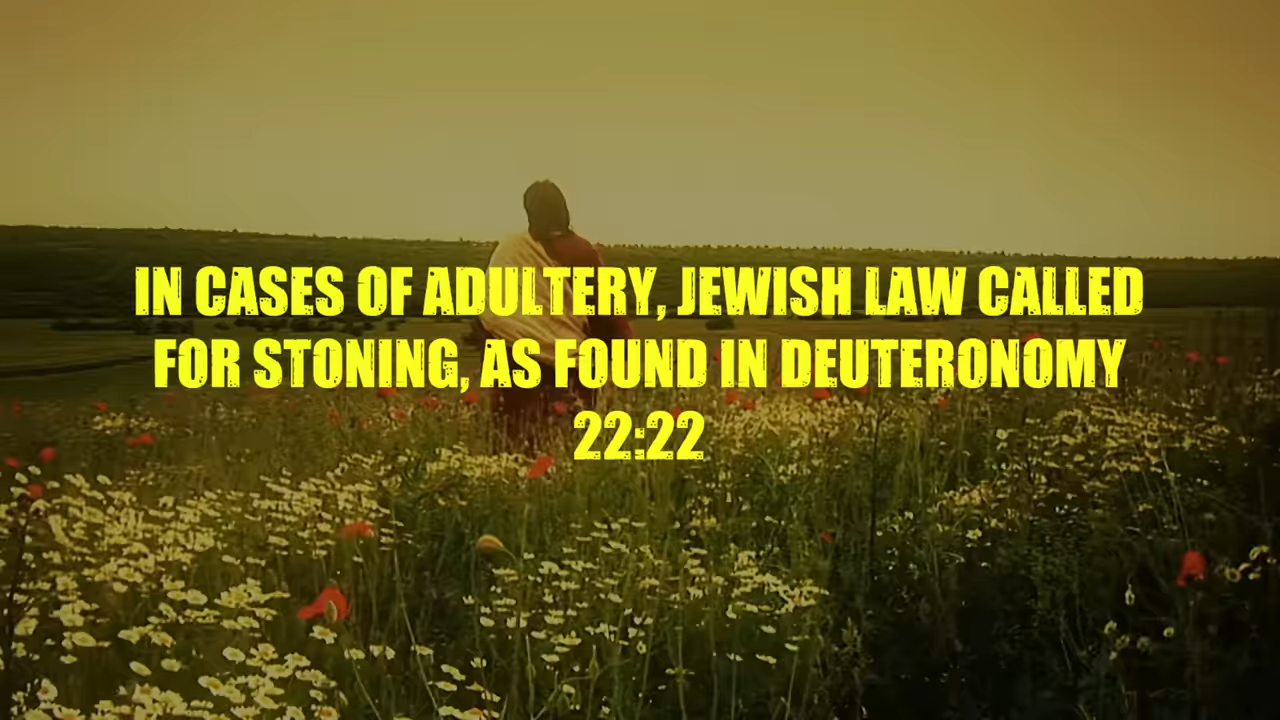 IN CASES OF ADULTERY, JEWISH LAW CALLED
FOR STONING, AS FOUND IN DEUTERONOMY
22:22